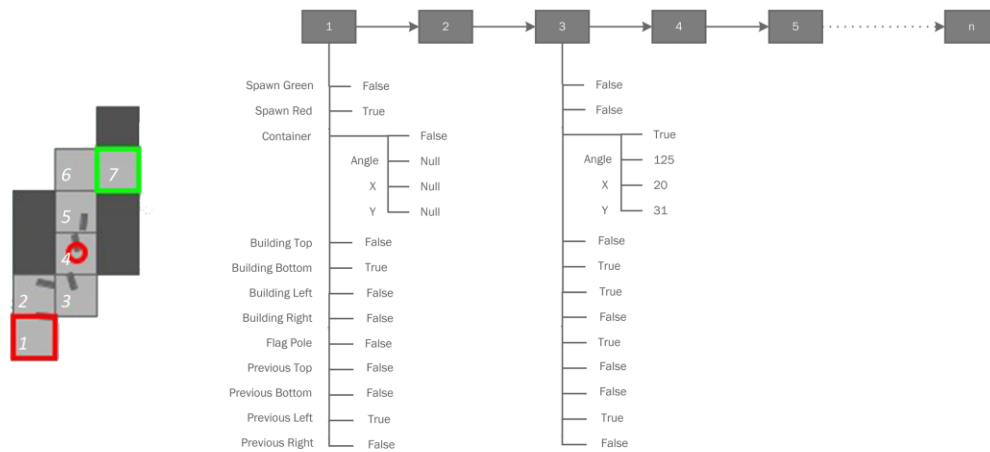 1 2 3 4 5 n
Spawn Green False False
Spawn Red True False
Container False True
Angle Null Angle 125
X Null X 20
Y Null Y 31
Building Top False False
Building Bottom True True
Building Left False True
Building Right False False
Flag Pole False True
Previous Top False False
Previous Bottom False False
Previous Left True True
Previous Right False False
6 7
5
4
2 3
1